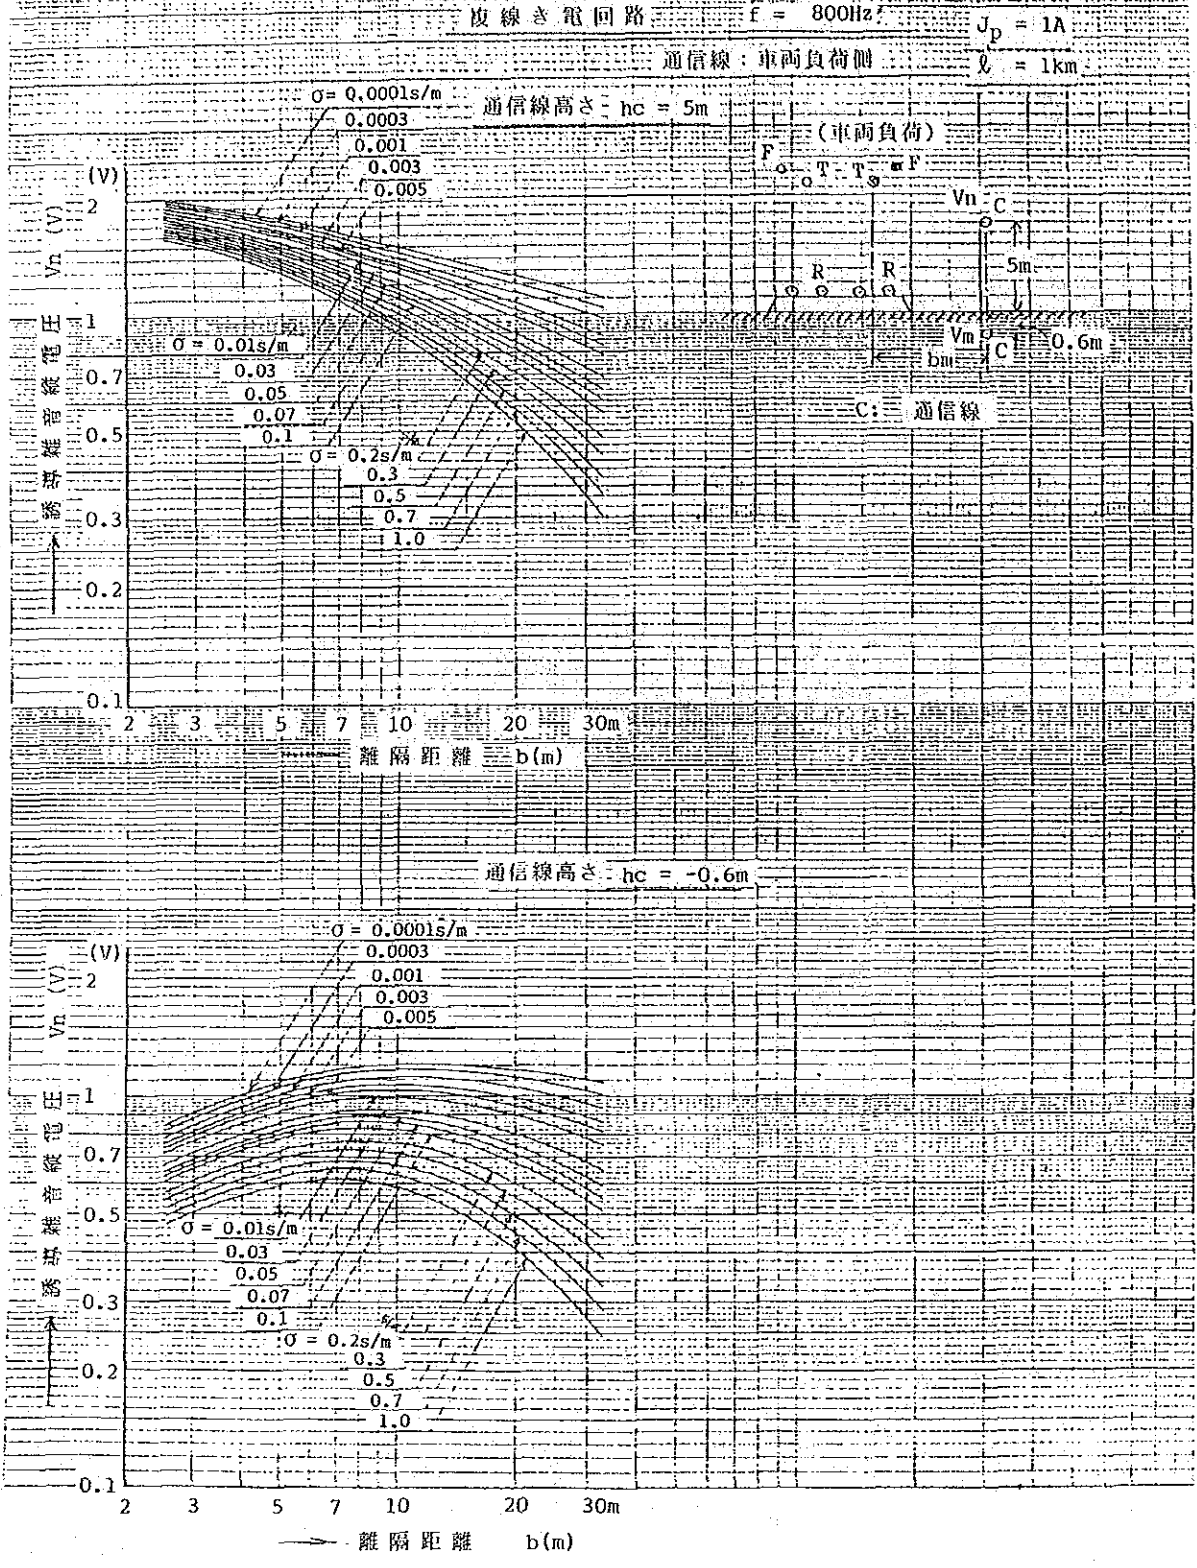 複線き電回路 f = 800Hz Jp = 1A
通信線：車両負荷側 ℓ = 1km
通信線高さ hc = 5m
σ = 0.0001s/m
0.0003
0.001
0.003
0.005
(車両負荷)
F T T F
Vn C
5m
R R
Vm C 0.6m
bm
C: 通信線
(V)
2
1
0.7
0.5
0.3
0.2
0.1
誘導雑音縦電圧 Vn (V)
σ = 0.01s/m
0.03
0.05
0.07
0.1
σ = 0.2s/m
0.3
0.5
0.7
1.0
2 3 5 7 10 20 30m
離隔距離 b(m)
通信線高さ hc = -0.6m
σ = 0.0001s/m
0.0003
0.001
0.003
0.005
(V)
2
1
0.7
0.5
0.3
0.2
0.1
誘導雑音縦電圧 Vn (V)
σ = 0.01s/m
0.03
0.05
0.07
0.1
σ = 0.2s/m
0.3
0.5
0.7
1.0
2 3 5 7 10 20 30m
離隔距離 b(m)